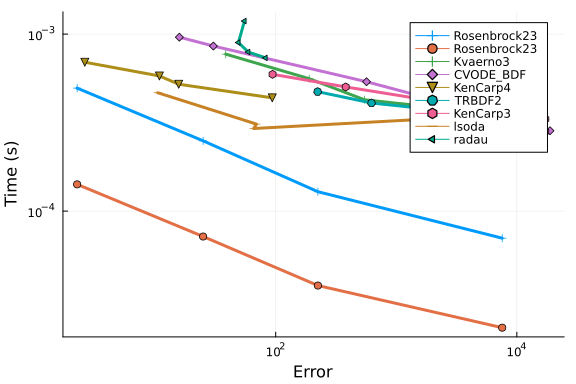 10⁻³
10⁻⁴
Time (s)
10²
10⁴
Error
Rosenbrock23
Rosenbrock23
Kvaerno3
CVODE_BDF
KenCarp4
TRBDF2
KenCarp3
lsoda
radau